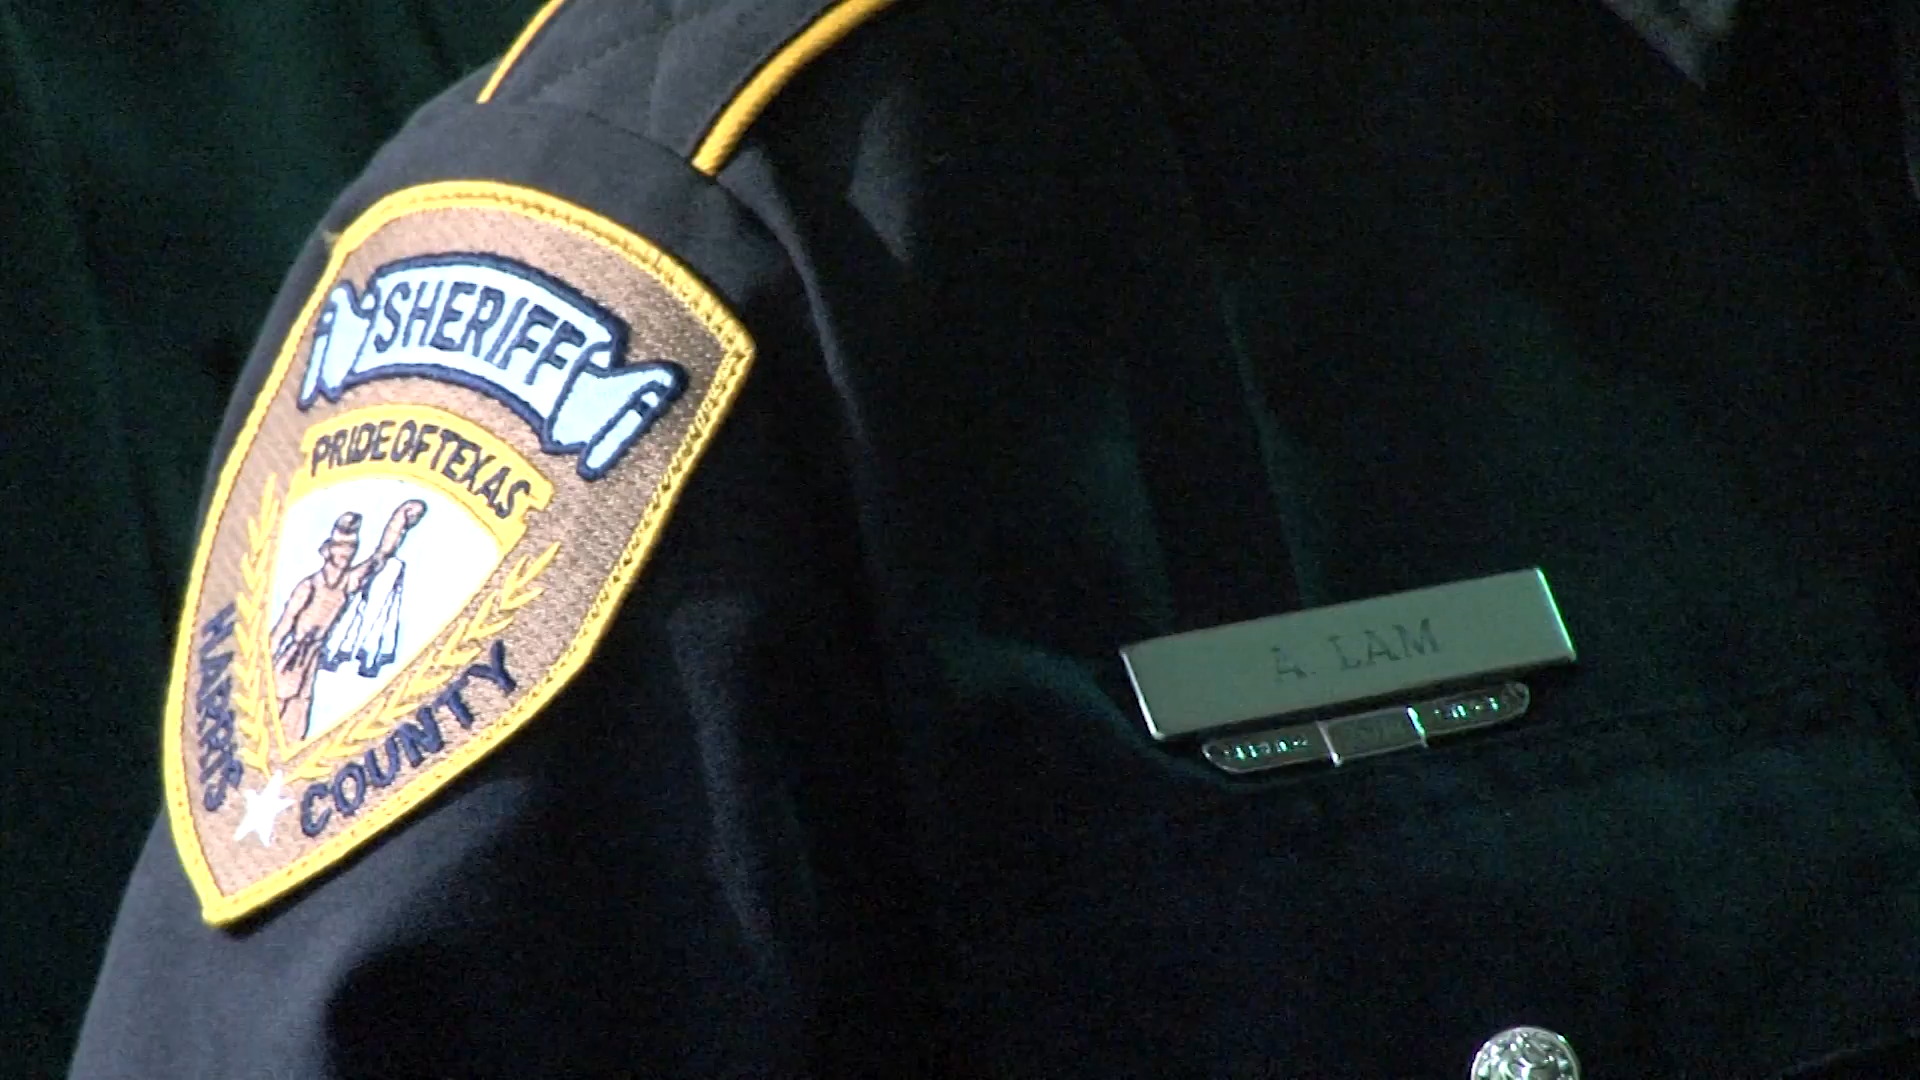 SHERIFF
PRIDE OF TEXAS
HARRIS
COUNTY
A. LAM